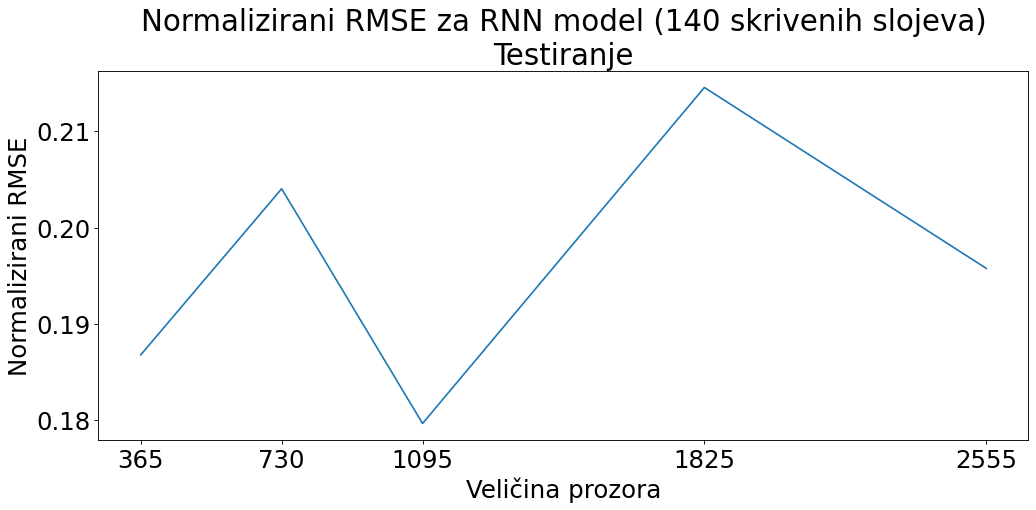 Normalizirani RMSE za RNN model (140 skrivenih slojeva)
Testiranje
Normalizirani RMSE
0.21
0.20
0.19
0.18
365 730 1095 1825 2555
Veličina prozora